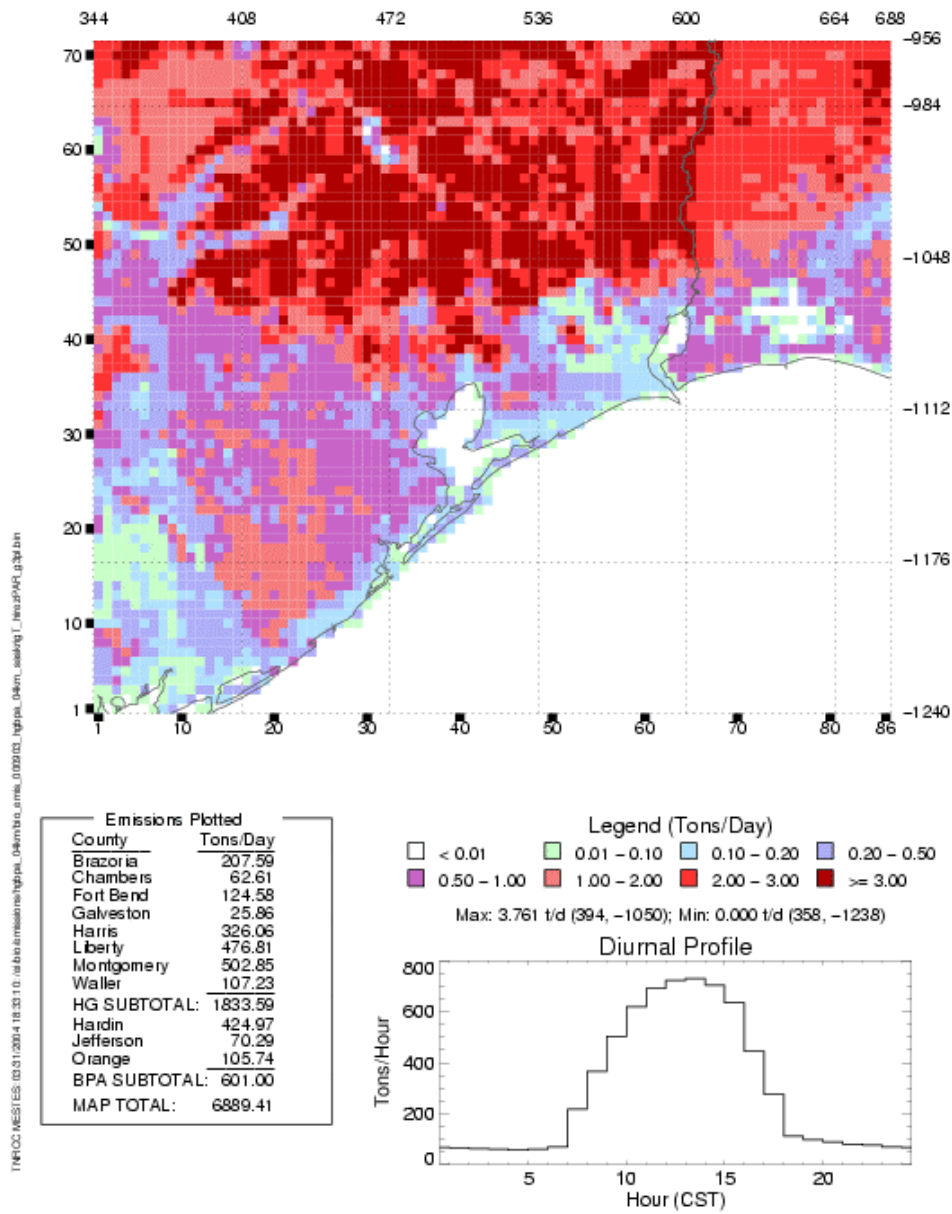 344 408 472 536 600 664 688
70 -956
-984
60
50
-1048
40
-1112
30
20
-1176
10
1 -1240
1 10 20 30 40 50 60 70 80 86
Emissions Plotted
County Tons/Day
Brazoria 207.59
Chambers 62.61
Fort Bend 124.58
Galveston 25.86
Harris 326.06
Liberty 476.81
Montgomery 502.85
Waller 107.23
HG SUBTOTAL: 1833.59
Hardin 424.97
Jefferson 70.29
Orange 105.74
BPA SUBTOTAL: 601.00
MAP TOTAL: 6889.41
Legend (Tons/Day)
< 0.01 0.01 - 0.10 0.10 - 0.20 0.20 - 0.50
0.50 - 1.00 1.00 - 2.00 2.00 - 3.00 >= 3.00
Max: 3.761 t/d (394, -1050); Min: 0.000 t/d (358, -1238)
Diurnal Profile
800
600
400
200
0
Tons/Hour
5 10 15 20
Hour (CST)